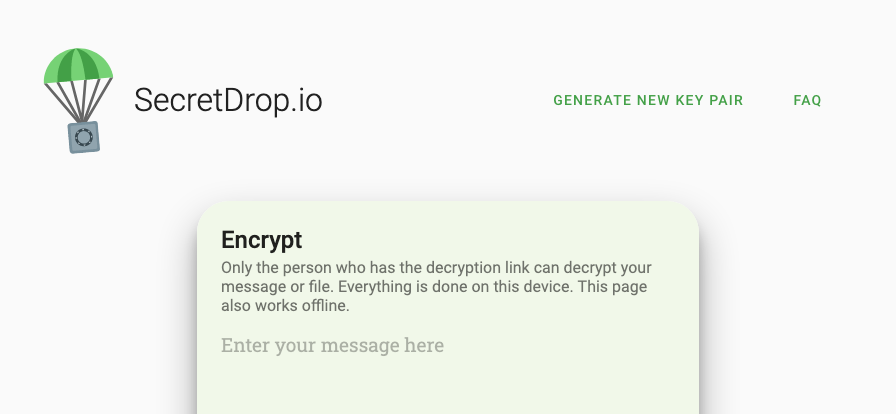 SecretDrop.io
GENERATE NEW KEY PAIR
FAQ
Encrypt
Only the person who has the decryption link can decrypt your
message or file. Everything is done on this device. This page
also works offline.
Enter your message here